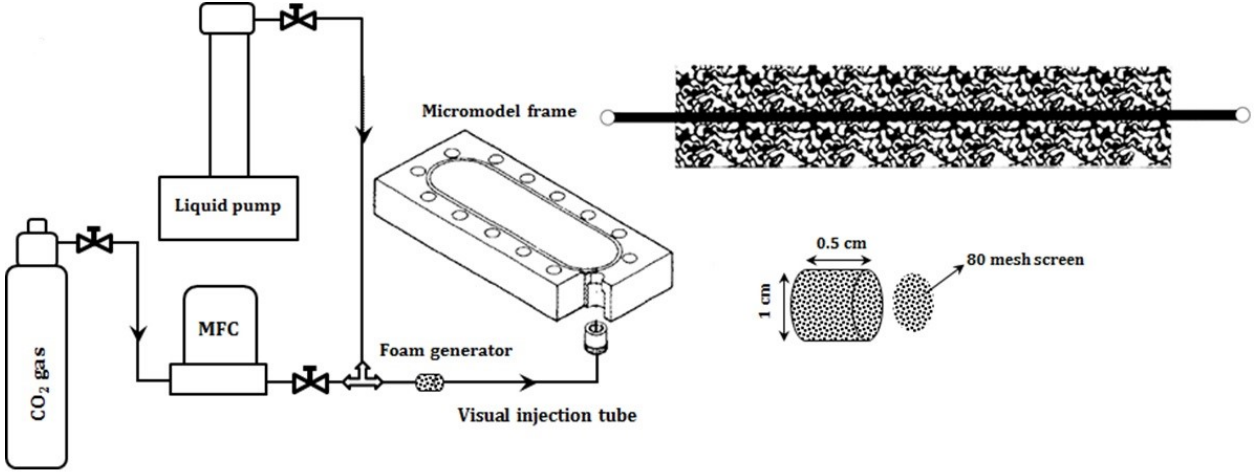 Micromodel frame
Liquid pump
0.5 cm
80 mesh screen
1 cm
MFC
Foam generator
CO₂ gas
Visual injection tube